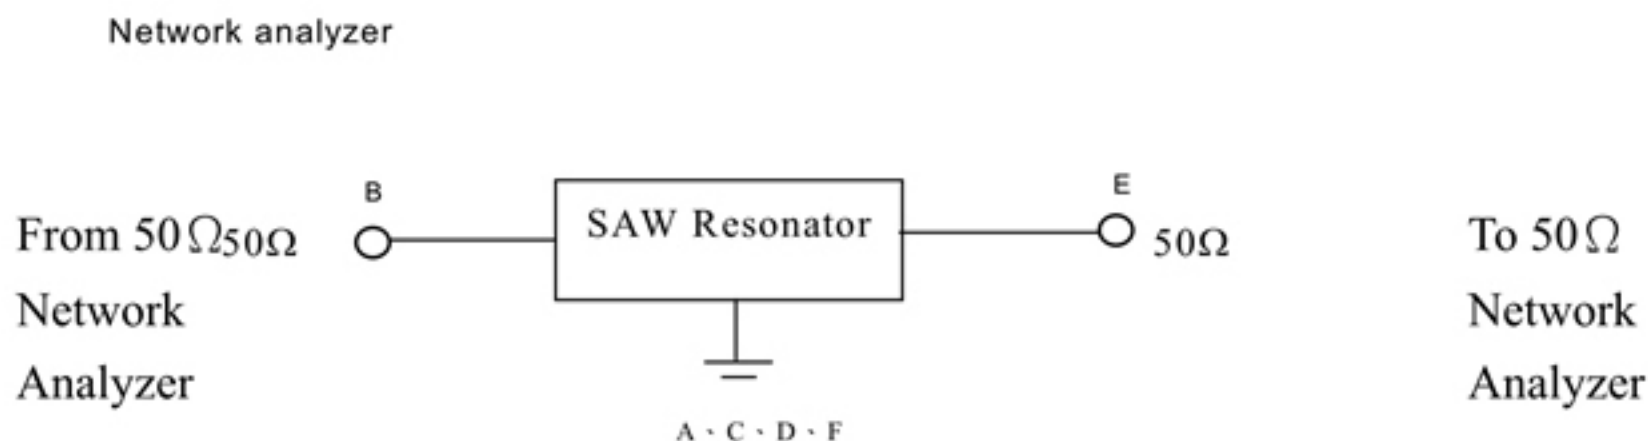 Network analyzer
B
E
SAW Resonator
From 50Ω50Ω
50Ω
To 50Ω
Network
Network
Analyzer
Analyzer
A、C、D、F